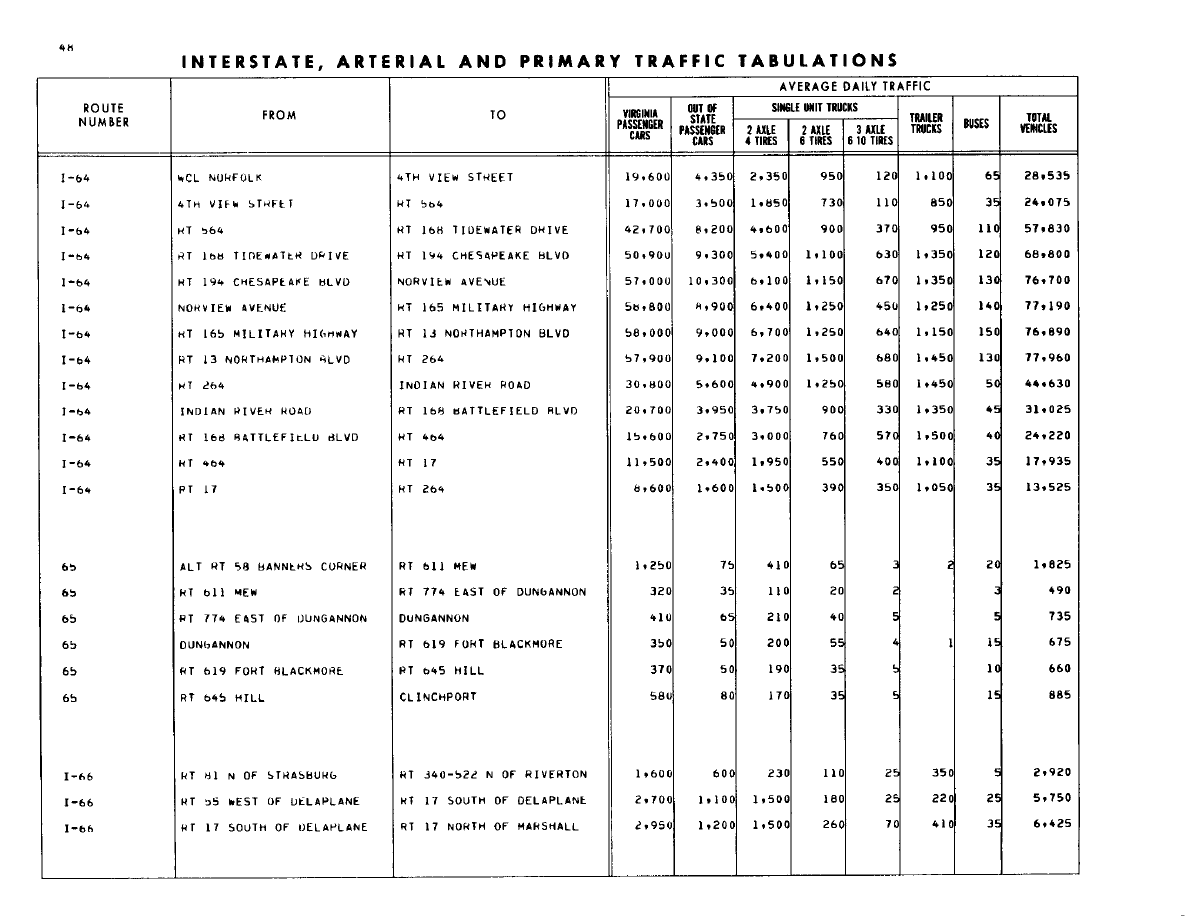 48
INTERSTATE, ARTERIAL AND PRIMARY TRAFFIC TABULATIONS
ROUTE NUMBER FROM TO AVERAGE DAILY TRAFFIC
VIRGINIA PASSENGER CARS OUT OF STATE PASSENGER CARS SINGLE UNIT TRUCKS 2 AXLE 4 TIRES 2 AXLE 6 TIRES 3 AXLE 6 10 TIRES TRAILER TRUCKS BUSES TOTAL VEHICLES
I-64 WCL NORFOLK 4TH VIEW STREET 19,600 4,350 2,350 950 120 1,100 65 28,535
I-64 4TH VIEW STREET RT 564 17,000 3,500 1,850 730 110 850 35 24,075
I-64 RT 564 RT 168 TIDEWATER DRIVE 42,700 8,200 4,600 900 370 950 110 57,830
I-64 RT 168 TIDEWATER DRIVE RT 194 CHESAPEAKE BLVD 50,900 9,300 5,400 1,100 630 1,350 120 68,800
I-64 RT 194 CHESAPEAKE BLVD NORVIEW AVENUE 57,000 10,300 6,100 1,150 670 1,350 130 76,700
I-64 NORVIEW AVENUE RT 165 MILITARY HIGHWAY 58,800 8,900 6,400 1,250 450 1,250 140 77,190
I-64 RT 165 MILITARY HIGHWAY RT 13 NORTHAMPTON BLVD 58,000 9,000 6,700 1,250 640 1,150 150 76,890
I-64 RT 13 NORTHAMPTON BLVD RT 264 57,900 9,100 7,200 1,500 680 1,450 130 77,960
I-64 RT 264 INDIAN RIVER ROAD 30,800 5,600 4,900 1,250 580 1,450 50 44,630
I-64 INDIAN RIVER ROAD RT 168 BATTLEFIELD BLVD 20,700 3,950 3,750 900 330 1,350 45 31,025
I-64 RT 168 BATTLEFIELD BLVD RT 464 15,600 2,750 3,000 760 570 1,500 40 24,220
I-64 RT 464 RT 17 11,500 2,400 1,950 550 400 1,100 35 17,935
I-64 RT 17 RT 264 8,600 1,600 1,500 390 350 1,050 35 13,525
65 ALT RT 58 BANNERS CORNER RT 611 MEW 1,250 75 410 65 3 2 20 1,825
65 RT 611 MEW RT 774 EAST OF DUNGANNON 320 35 110 20 2 3 490
65 RT 774 EAST OF DUNGANNON DUNGANNON 410 65 210 40 5 5 735
65 DUNGANNON RT 619 FORT BLACKMORE 350 50 200 55 4 1 15 675
65 RT 619 FORT BLACKMORE RT 645 HILL 370 50 190 35 5 10 660
65 RT 645 HILL CLINCHPORT 580 80 170 35 5 15 885
I-66 RT 81 N OF STRASBURG RT 340-522 N OF RIVERTON 1,600 600 230 110 25 350 5 2,920
I-66 RT 55 WEST OF DELAPLANE RT 17 SOUTH OF DELAPLANE 2,700 1,100 1,500 180 25 220 25 5,750
I-66 RT 17 SOUTH OF DELAPLANE RT 17 NORTH OF MARSHALL 2,950 1,200 1,500 260 70 410 35 6,425